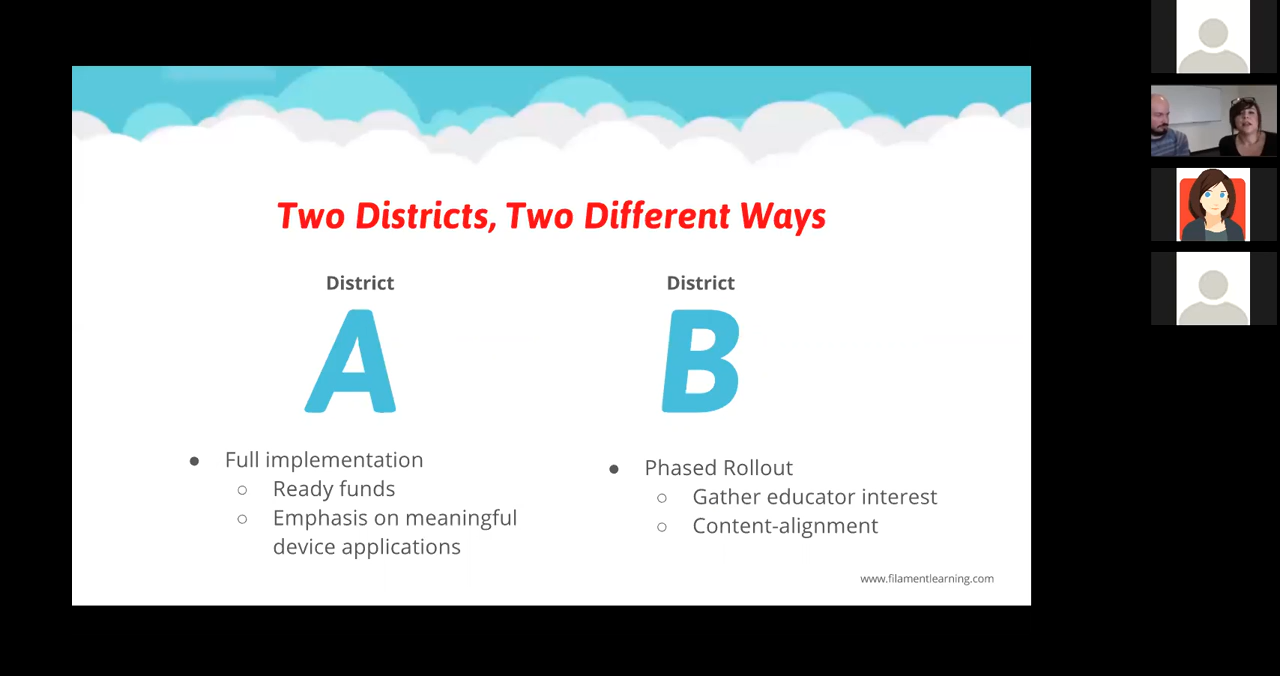 Two Districts, Two Different Ways
District
A
● Full implementation
○ Ready funds
○ Emphasis on meaningful
device applications
District
B
● Phased Rollout
○ Gather educator interest
○ Content-alignment
www.filamentlearning.com